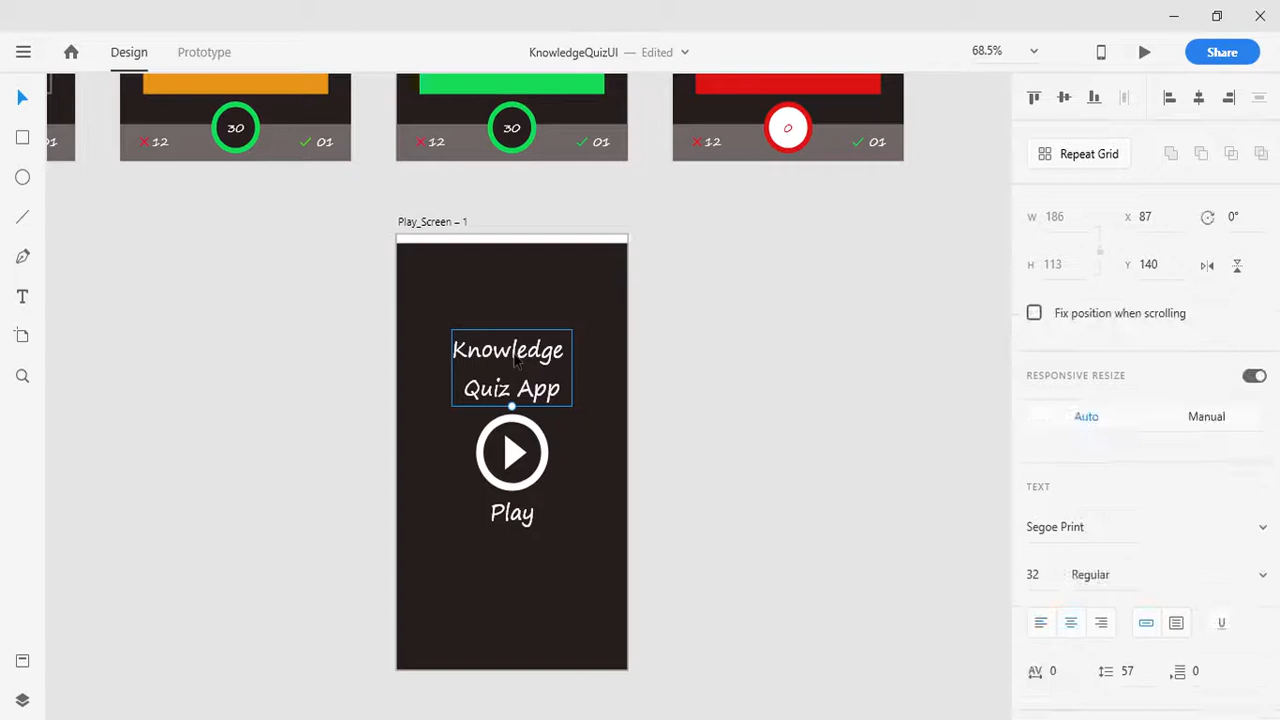 Design
Prototype
KnowledgeQuizUI — Edited
68.5%
Share
01
12
30
01
12
30
01
12
0
01
Repeat Grid
Play_Screen – 1
W 186
X 87
0°
H 113
Y 140
Fix position when scrolling
RESPONSIVE RESIZE
Auto
Manual
Knowledge
Quiz App
Play
TEXT
Segoe Print
32
Regular
U
AV 0
57
0